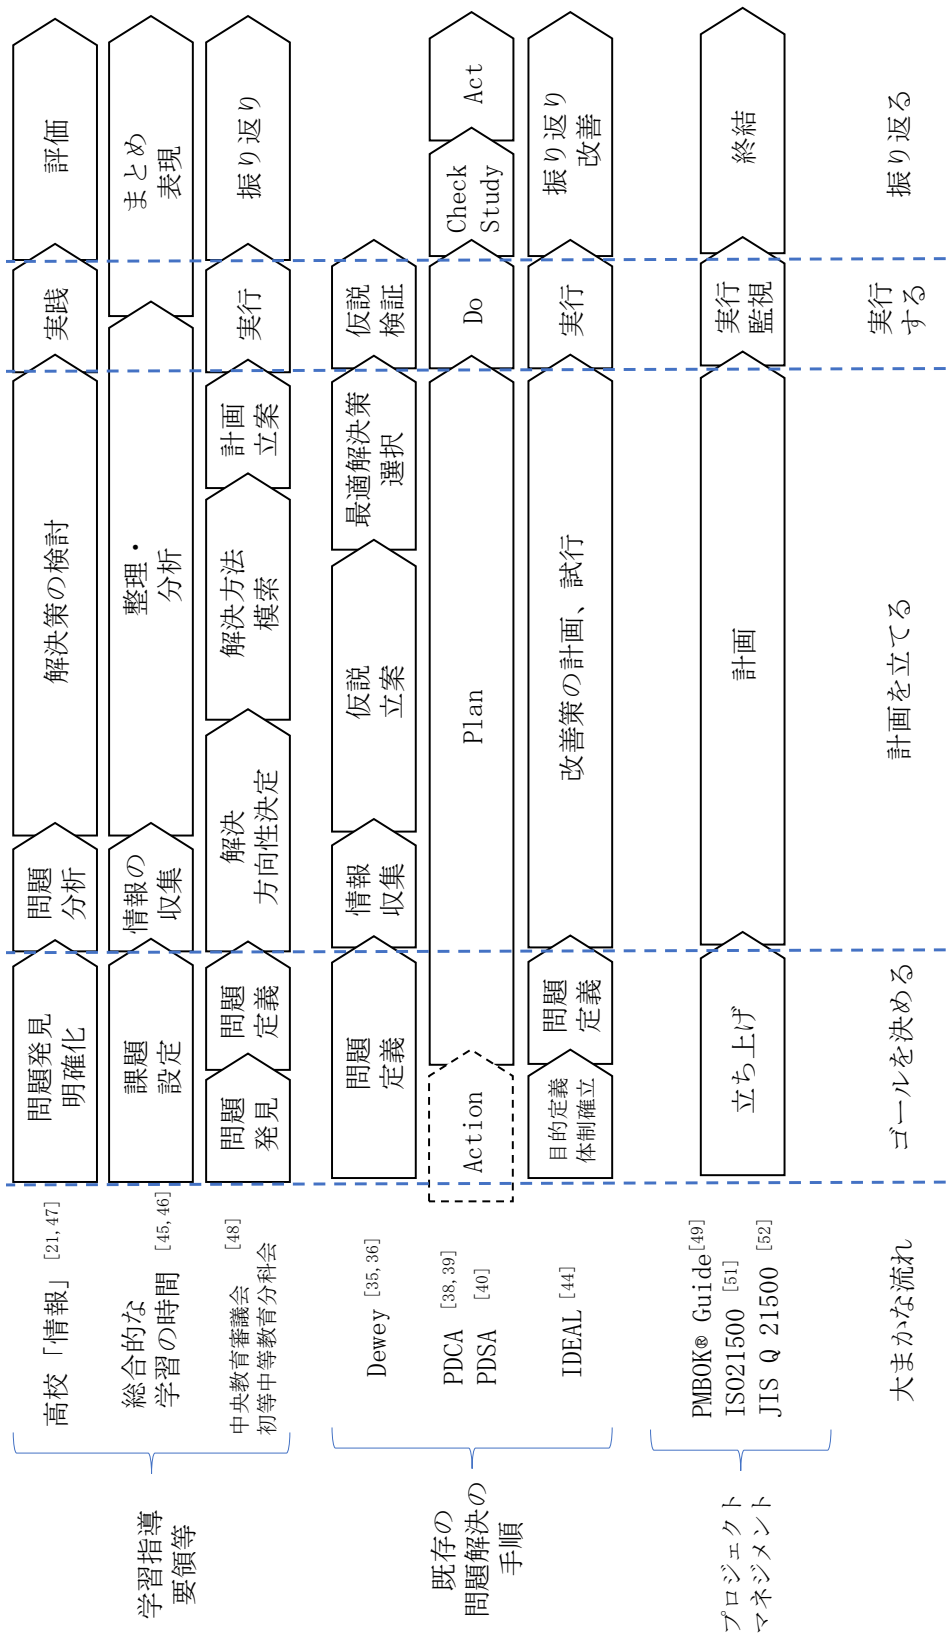 学習指導
要領等
高校「情報」[21,47]
問題発見
明確化
問題
分析
解決策の検討
実践
評価
総合的な
学習の時間 [45,46]
課題
設定
情報の
収集
整理・
分析
まとめ
表現
中央教育審議会 [48]
初等中等教育分科会
問題
発見
問題
定義
解決
方向性決定
解決方法
模索
計画
立案
実行
振り返り
既存の
問題解決の
手順
Dewey [35,36]
問題
定義
情報
収集
仮説
立案
最適解決策
選択
仮説
検証
PDCA [38,39]
PDSA [40]
Action
Plan
Do
Check
Study
Act
IDEAL [44]
目的定義
体制確立
問題
定義
改善策の計画、試行
実行
振り返り
改善
プロジェクト
マネジメント
PMBOK® Guide[49]
ISO21500 [51]
JIS Q 21500 [52]
立ち上げ
計画
実行
監視
終結
大まかな流れ
ゴールを決める
計画を立てる
実行
する
振り返る